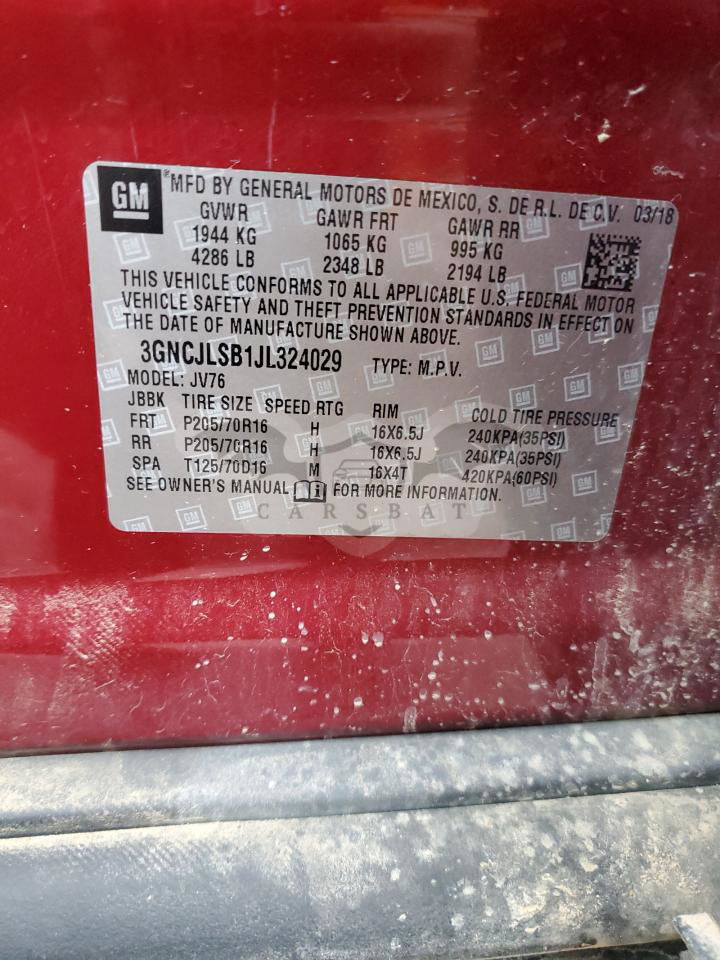 GM ®MFD BY GENERAL MOTORS DE MEXICO, S. DE R.L. DE C.V. 03/18
GVWR GAWR FRT GAWR RR
1944 KG 1065 KG 995 KG
4286 LB 2348 LB 2194 LB
THIS VEHICLE CONFORMS TO ALL APPLICABLE U.S. FEDERAL MOTOR
VEHICLE SAFETY AND THEFT PREVENTION STANDARDS IN EFFECT ON
THE DATE OF MANUFACTURE SHOWN ABOVE.
3GNCJLSB1JL324029 TYPE: M.P.V.
MODEL: JV76
JBBK TIRE SIZE SPEED RTG RIM COLD TIRE PRESSURE
FRT P205/70R16 H 16X6.5J 240KPA(35PSI)
RR P205/70R16 H 16X6.5J 240KPA(35PSI)
SPA T125/70D16 M 16X4T 420KPA(60PSI)
SEE OWNER'S MANUAL FOR MORE INFORMATION.
CARSBAT